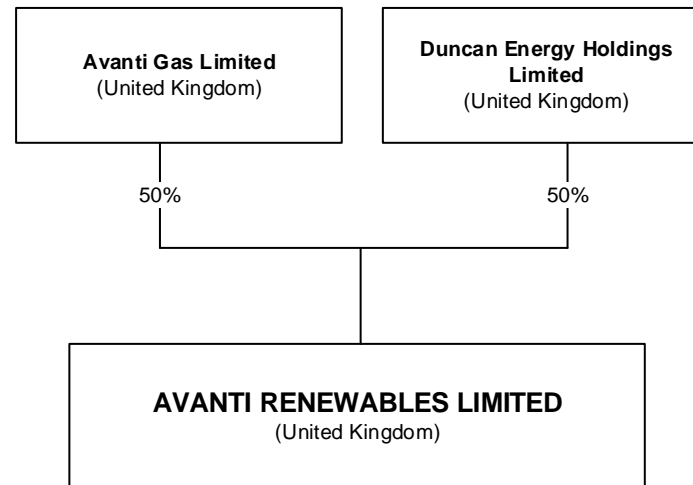 Avanti Gas Limited
(United Kingdom)
Duncan Energy Holdings
Limited
(United Kingdom)
50%
50%
AVANTI RENEWABLES LIMITED
(United Kingdom)